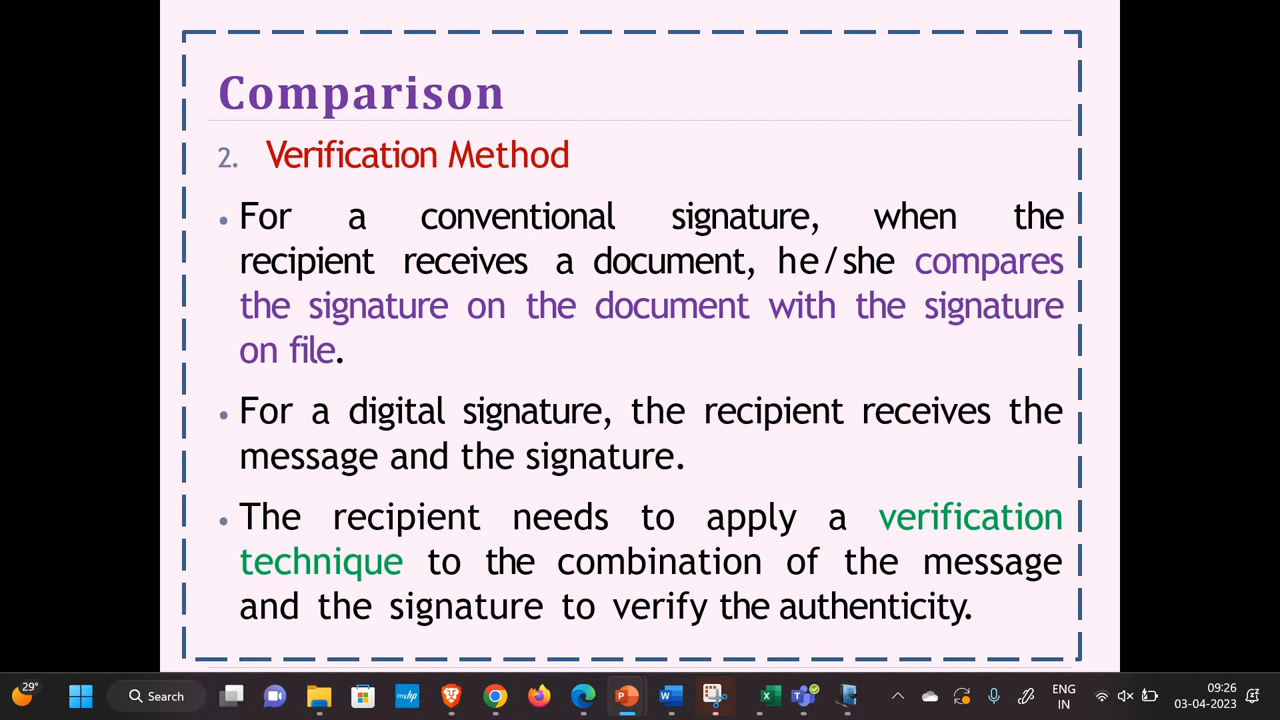 Comparison
2. Verification Method
• For a conventional signature, when the
recipient receives a document, he/she compares
the signature on the document with the signature
on file.
• For a digital signature, the recipient receives the
message and the signature.
• The recipient needs to apply a verification
technique to the combination of the message
and the signature to verify the authenticity.
29°
Search
myhp
ENG
IN
09:26
03-04-2023